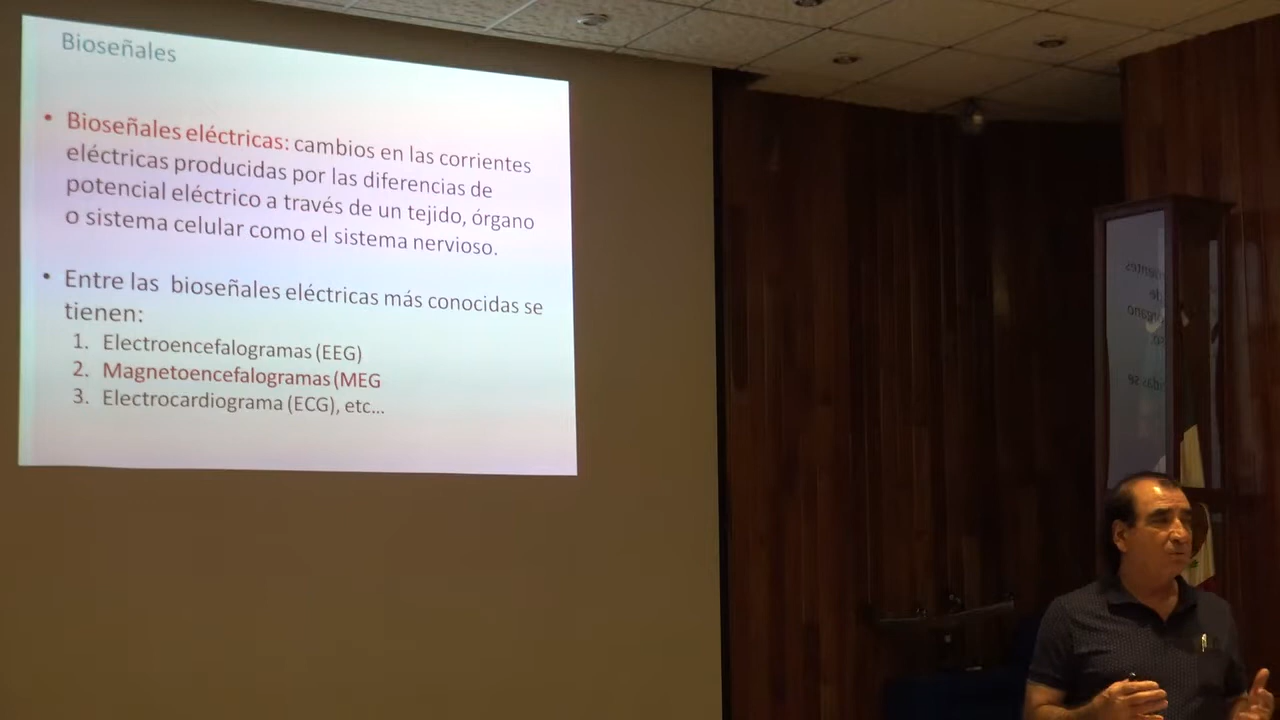 Bioseñales
• Bioseñales eléctricas: cambios en las corrientes
eléctricas producidas por las diferencias de
potencial eléctrico a través de un tejido, órgano
o sistema celular como el sistema nervioso.
• Entre las bioseñales eléctricas más conocidas se
tienen:
1. Electroencefalogramas (EEG)
2. Magnetoencefalogramas (MEG
3. Electrocardiograma (ECG), etc...